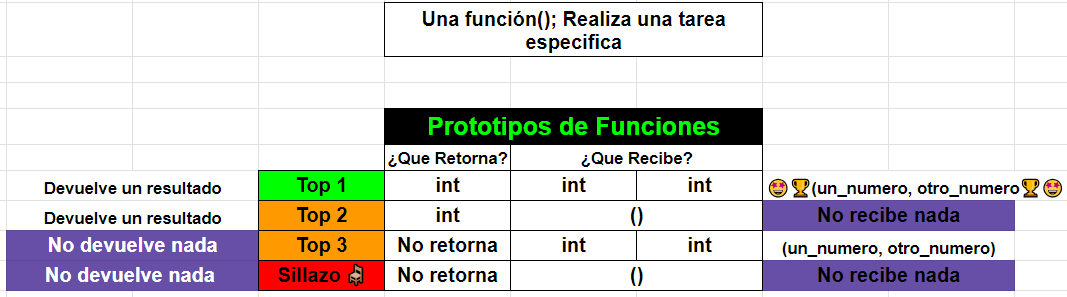 Una función(); Realiza una tarea
especifica
Prototipos de Funciones
¿Que Retorna? ¿Que Recibe?
Devuelve un resultado Top 1 int int int 🤩🏆(un_numero, otro_numero🏆🤩
Devuelve un resultado Top 2 int () No recibe nada
No devuelve nada Top 3 No retorna int int (un_numero, otro_numero)
No devuelve nada Sillazo 🪑 No retorna () No recibe nada